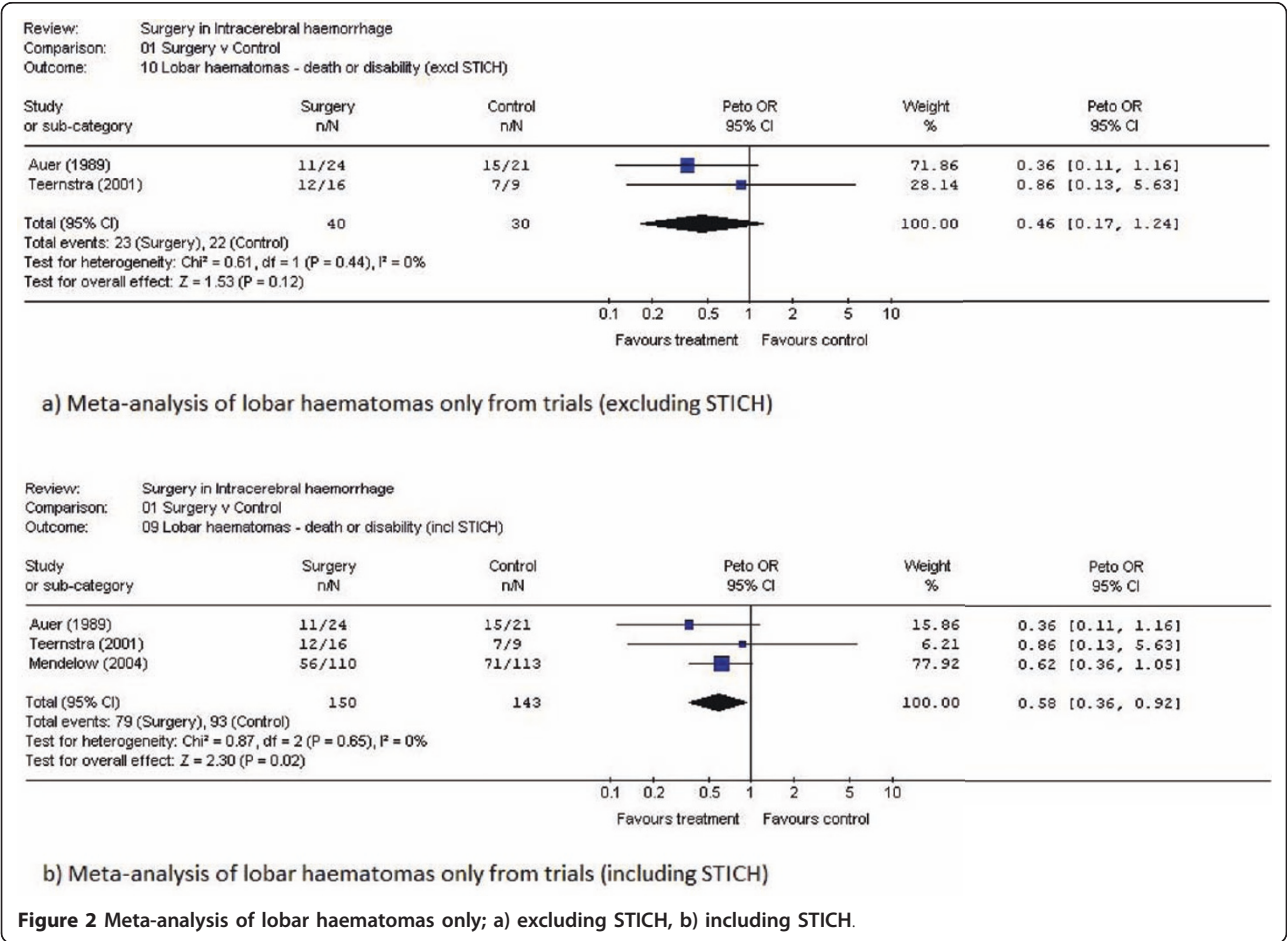 Review: Surgery in Intracerebral haemorrhage
Comparison: 01 Surgery v Control
Outcome: 10 Lobar haematomas - death or disability (excl STICH)
Study Surgery Control Peto OR Weight Peto OR
or sub-category n/N n/N 95% CI % 95% CI
Auer (1989) 11/24 15/21 71.86 0.36 [0.11, 1.16]
Teernstra (2001) 12/16 7/9 28.14 0.86 [0.13, 5.63]
Total (95% CI) 40 30 100.00 0.46 [0.17, 1.24]
Total events: 23 (Surgery), 22 (Control)
Test for heterogeneity: Chi² = 0.61, df = 1 (P = 0.44), I² = 0%
Test for overall effect: Z = 1.53 (P = 0.12)
0.1 0.2 0.5 1 2 5 10
Favours treatment Favours control
a) Meta-analysis of lobar haematomas only from trials (excluding STICH)
Review: Surgery in Intracerebral haemorrhage
Comparison: 01 Surgery v Control
Outcome: 09 Lobar haematomas - death or disability (incl STICH)
Study Surgery Control Peto OR Weight Peto OR
or sub-category n/N n/N 95% CI % 95% CI
Auer (1989) 11/24 15/21 15.86 0.36 [0.11, 1.16]
Teernstra (2001) 12/16 7/9 6.21 0.86 [0.13, 5.63]
Mendelow (2004) 56/110 71/113 77.92 0.62 [0.36, 1.05]
Total (95% CI) 150 143 100.00 0.58 [0.36, 0.92]
Total events: 79 (Surgery), 93 (Control)
Test for heterogeneity: Chi² = 0.87, df = 2 (P = 0.65), I² = 0%
Test for overall effect: Z = 2.30 (P = 0.02)
0.1 0.2 0.5 1 2 5 10
Favours treatment Favours control
b) Meta-analysis of lobar haematomas only from trials (including STICH)
Figure 2 Meta-analysis of lobar haematomas only; a) excluding STICH, b) including STICH.